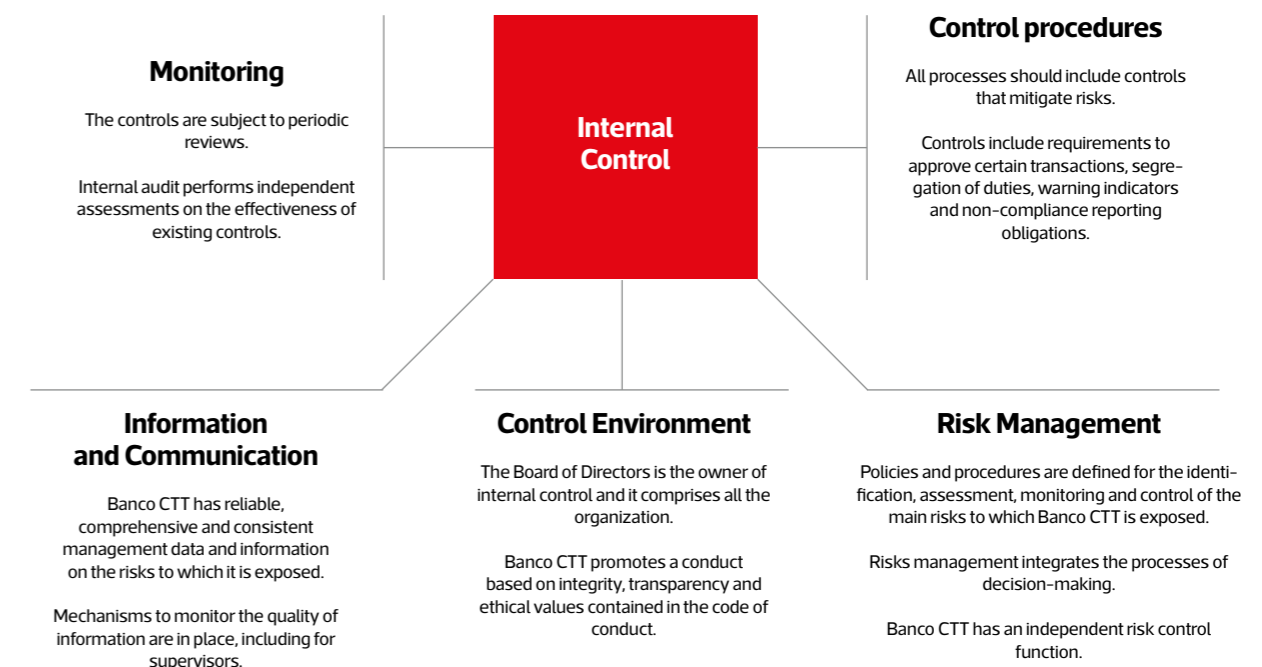 Monitoring
The controls are subject to periodic
reviews.
Internal audit performs independent
assessments on the effectiveness of
existing controls.
Internal
Control
Control procedures
All processes should include controls
that mitigate risks.
Controls include requirements to
approve certain transactions, segre-
gation of duties, warning indicators
and non-compliance reporting
obligations.
Information
and Communication
Banco CTT has reliable,
comprehensive and consistent
management data and information
on the risks to which it is exposed.
Mechanisms to monitor the quality of
information are in place, including for
supervisors.
Control Environment
The Board of Directors is the owner of
internal control and it comprises all the
organization.
Banco CTT promotes a conduct
based on integrity, transparency and
ethical values contained in the code of
conduct.
Risk Management
Policies and procedures are defined for the identi-
fication, assessment, monitoring and control of the
main risks to which Banco CTT is exposed.
Risks management integrates the processes of
decision-making.
Banco CTT has an independent risk control
function.